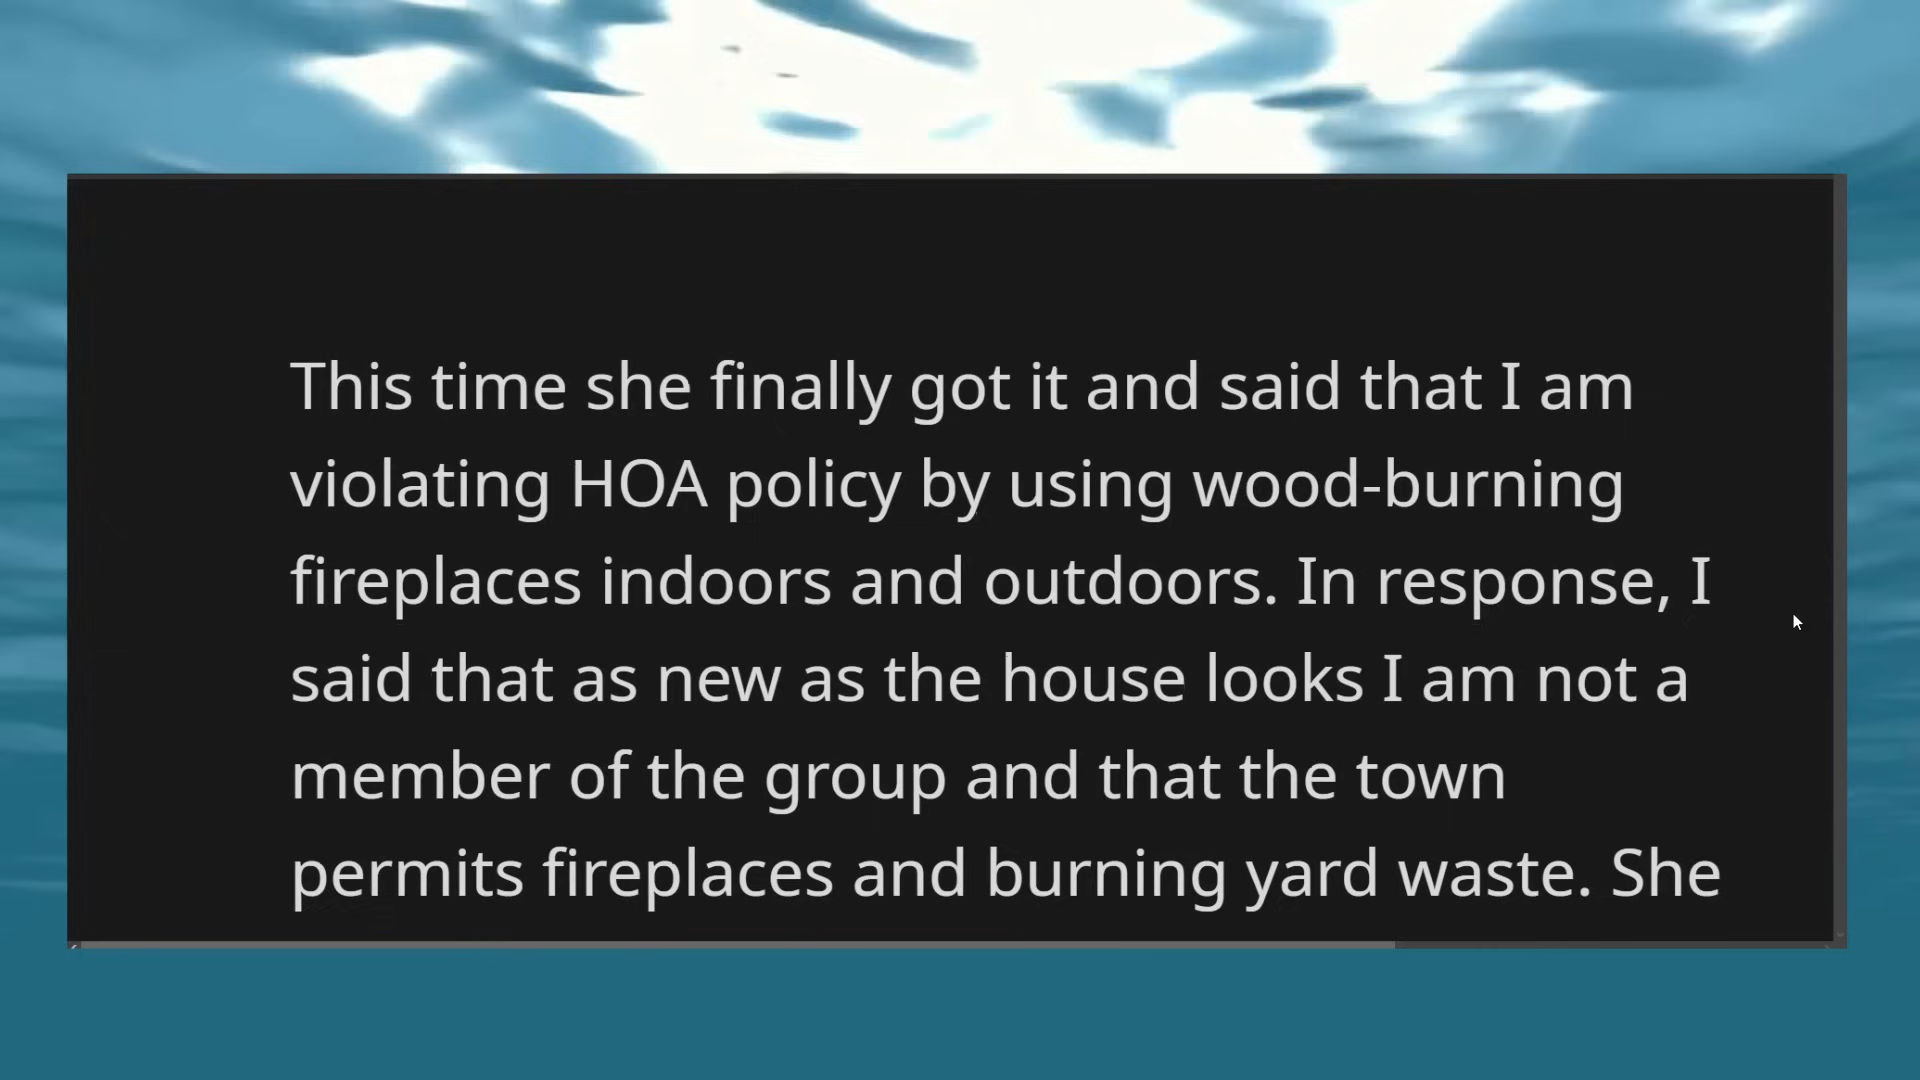 This time she finally got it and said that I am
violating HOA policy by using wood-burning
fireplaces indoors and outdoors. In response, I
said that as new as the house looks I am not a
member of the group and that the town
permits fireplaces and burning yard waste. She